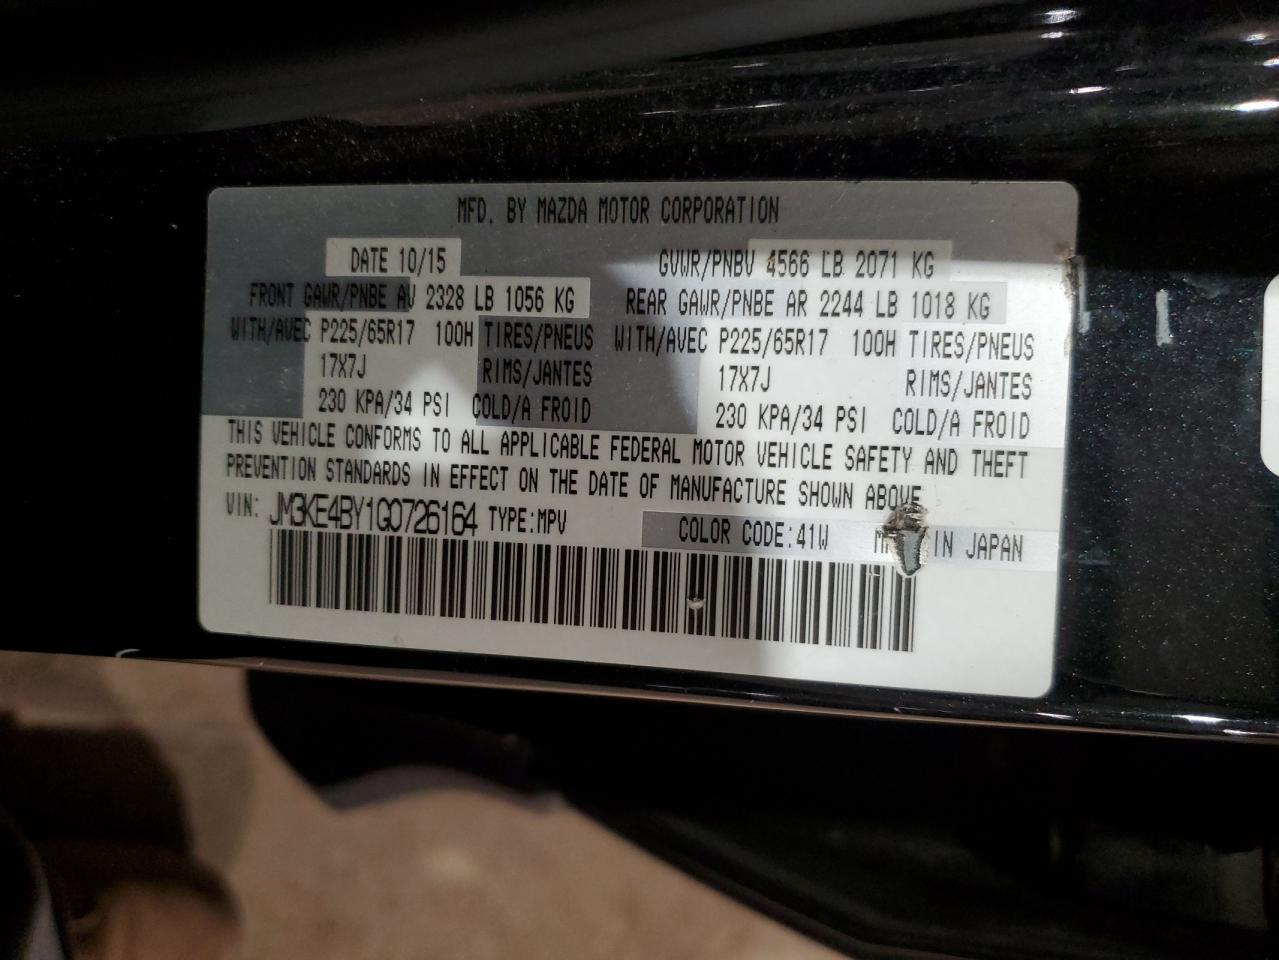 MFD. BY MAZDA MOTOR CORPORATION
DATE 10/15 GVWR/PNBV 4566 LB 2071 KG
FRONT GAWR/PNBE AV 2328 LB 1056 KG REAR GAWR/PNBE AR 2244 LB 1018 KG
WITH/AVEC P225/65R17 100H TIRES/PNEUS WITH/AVEC P225/65R17 100H TIRES/PNEUS
17X7J RIMS/JANTES 17X7J RIMS/JANTES
230 KPA/34 PSI COLD/A FROID 230 KPA/34 PSI COLD/A FROID
THIS VEHICLE CONFORMS TO ALL APPLICABLE FEDERAL MOTOR VEHICLE SAFETY AND THEFT
PREVENTION STANDARDS IN EFFECT ON THE DATE OF MANUFACTURE SHOWN ABOVE
VIN: JM3KE4BY1G0726164 TYPE:MPV COLOR CODE:41W IN JAPAN